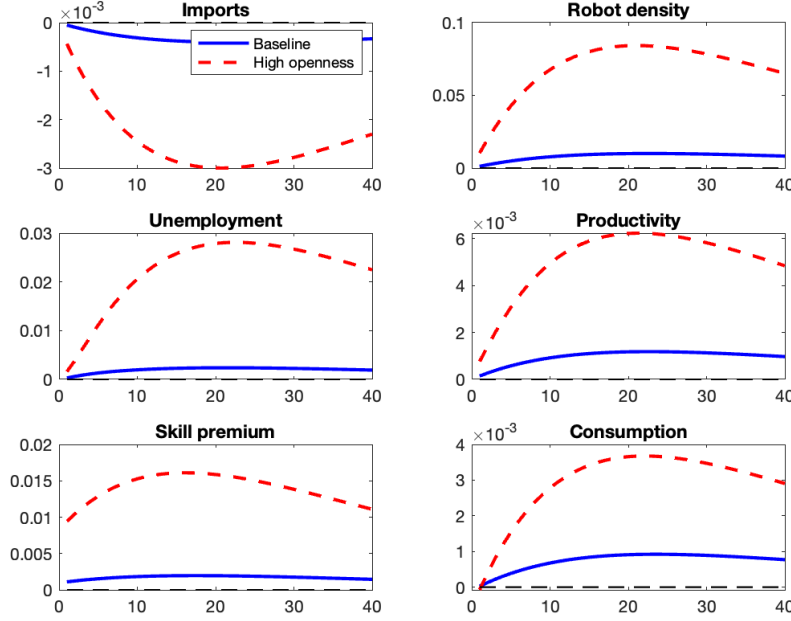 Imports
×10⁻³
0
-1
-2
-3
0 10 20 30 40
Baseline
High openness
Robot density
0.1
0.05
0
0 10 20 30 40
Unemployment
0.03
0.02
0.01
0
0 10 20 30 40
Productivity
×10⁻³
6
4
2
0
0 10 20 30 40
Skill premium
0.02
0.015
0.01
0.005
0
0 10 20 30 40
Consumption
×10⁻³
4
3
2
1
0
0 10 20 30 40